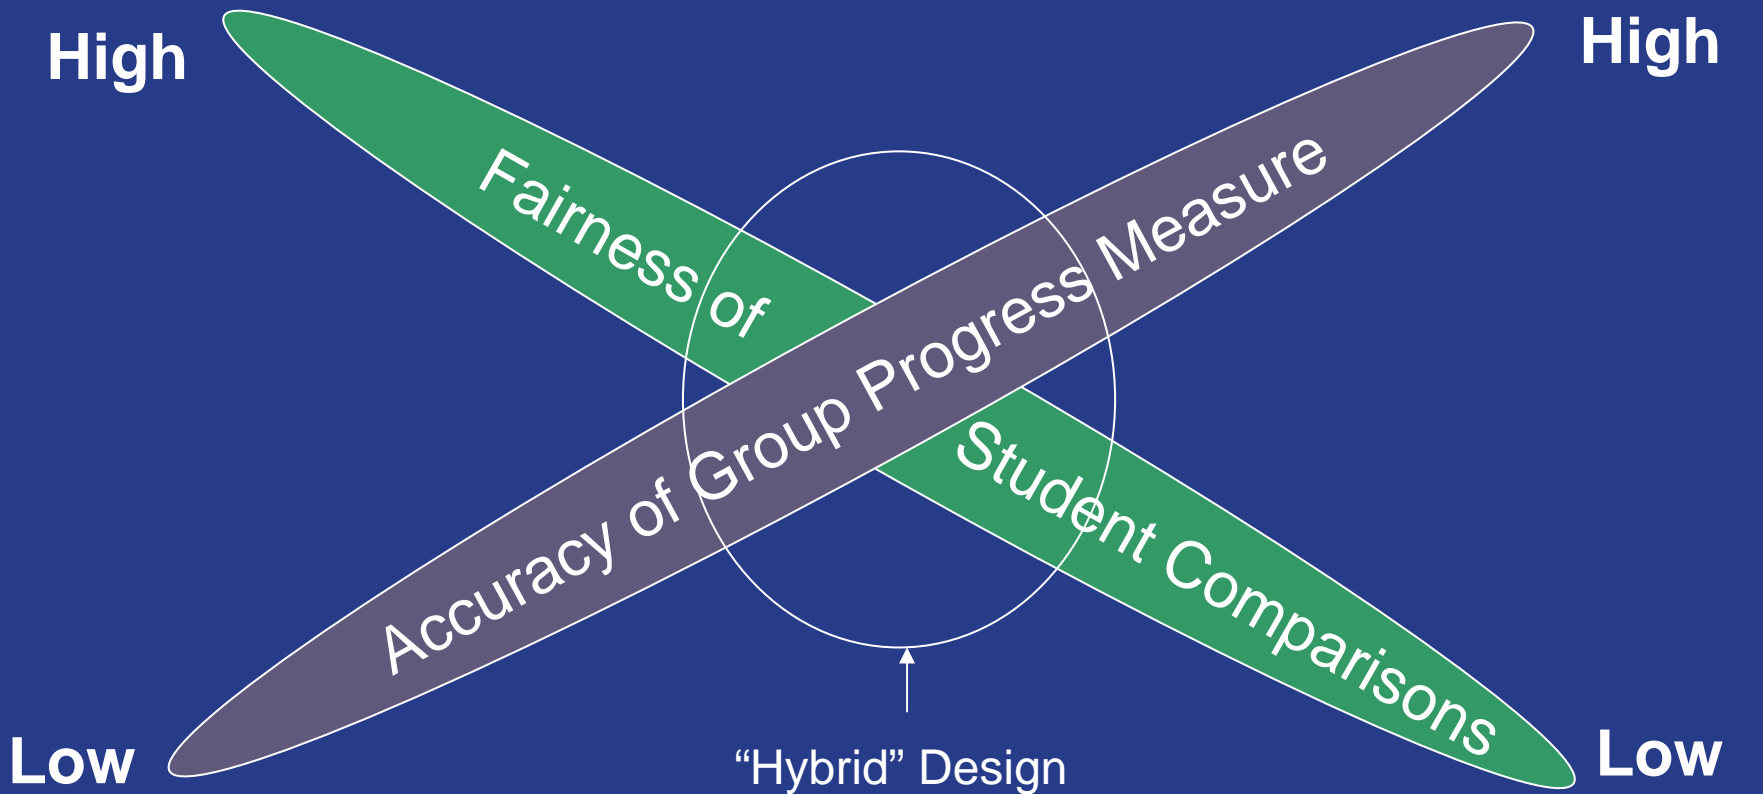 High
High
Fairness of
Student Comparisons
Accuracy of Group Progress Measure
Low
Low
“Hybrid” Design